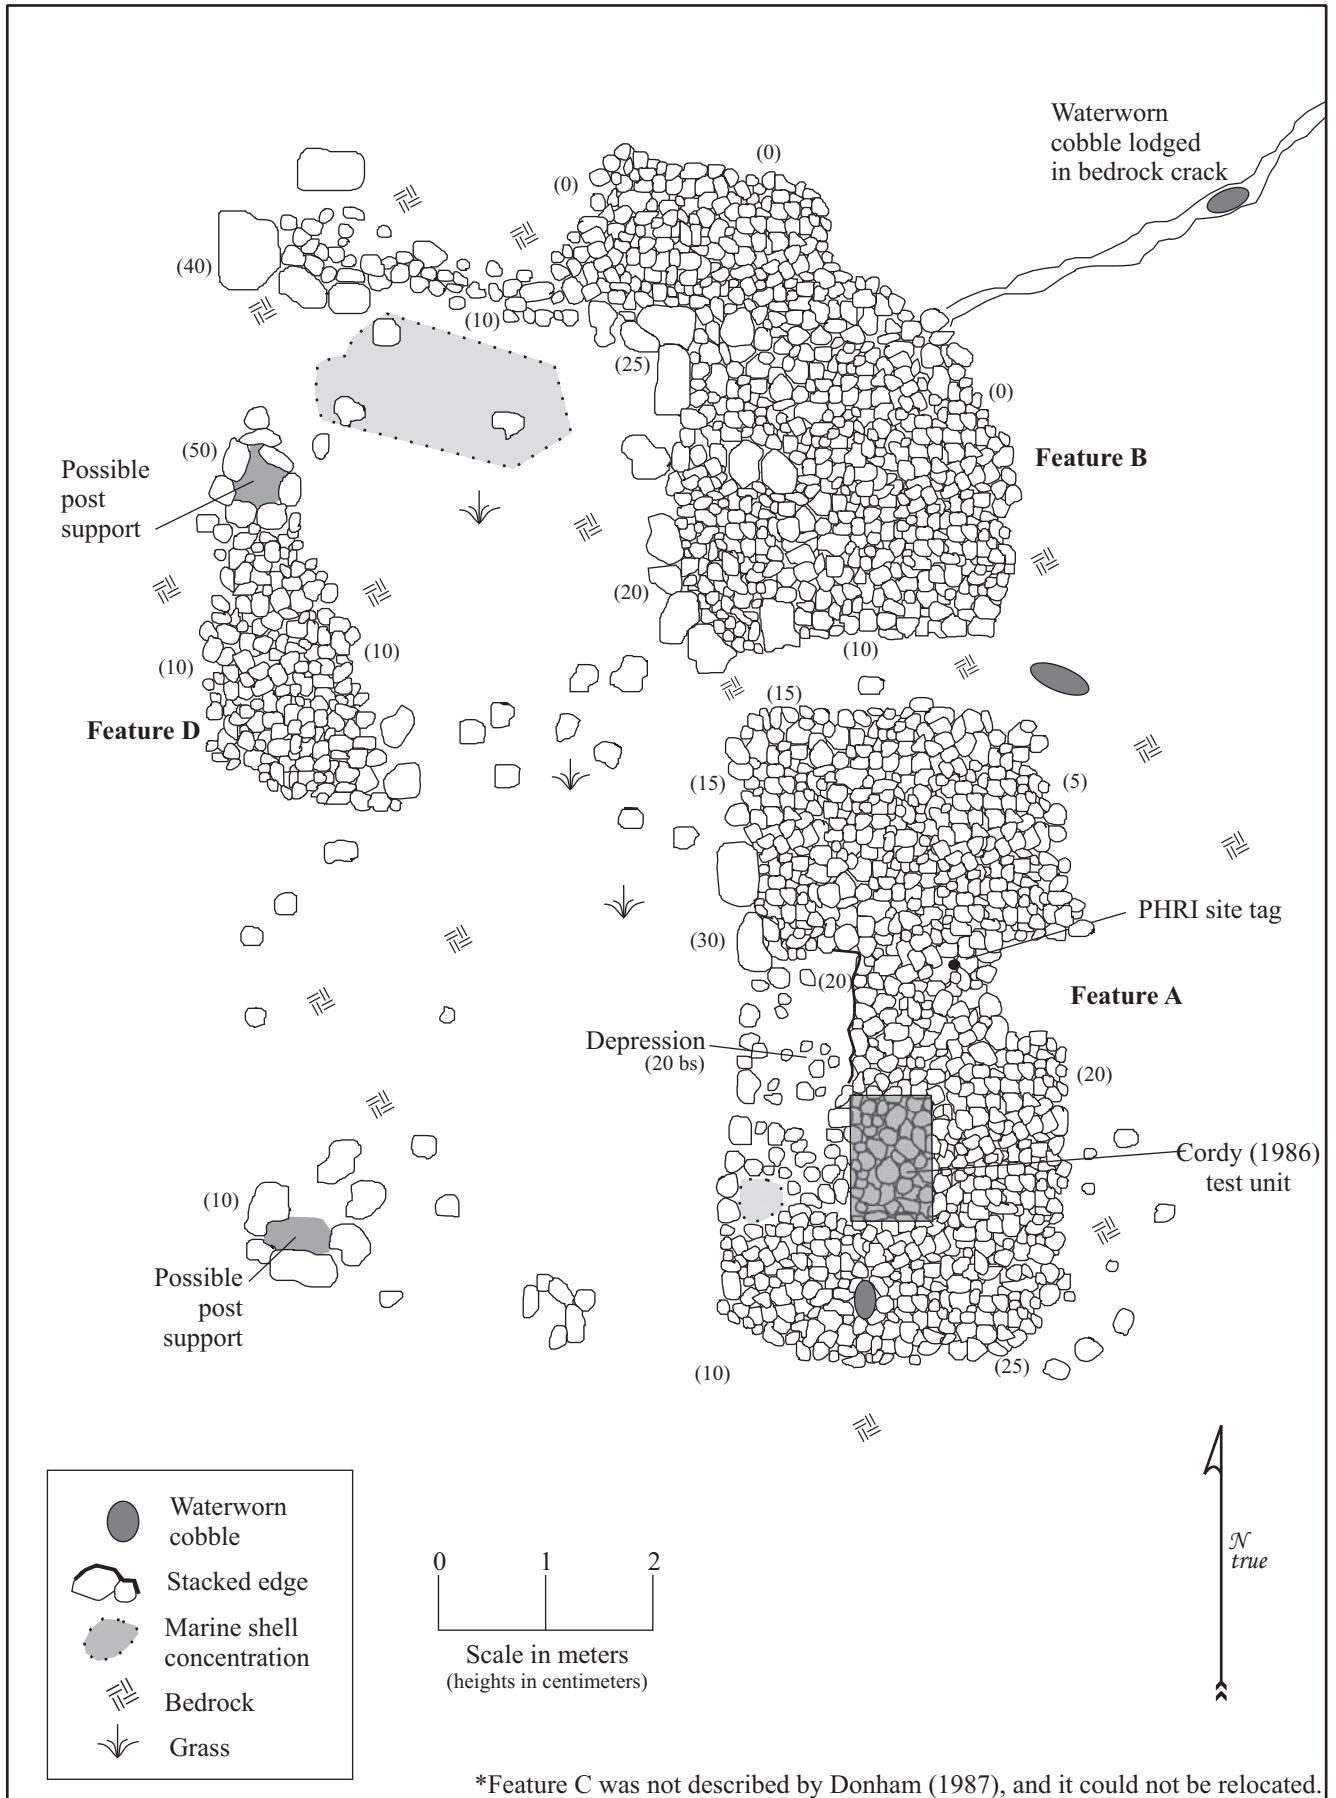 Waterworn
cobble lodged
in bedrock crack
(0)
(0)
(40)
(10)
(25)
(0)
(50)
Possible
post
support
Feature B
(20)
(10)
(10)
(10)
(15)
Feature D
(15)
(5)
PHRI site tag
(30)
(20)
Feature A
Depression
(20 bs)
(20)
Cordy (1986)
test unit
(10)
Possible
post
support
(10)
(25)
Waterworn
cobble
Stacked edge
Marine shell
concentration
Bedrock
Grass
0 1 2
Scale in meters
(heights in centimeters)
N
true
*Feature C was not described by Donham (1987), and it could not be relocated.